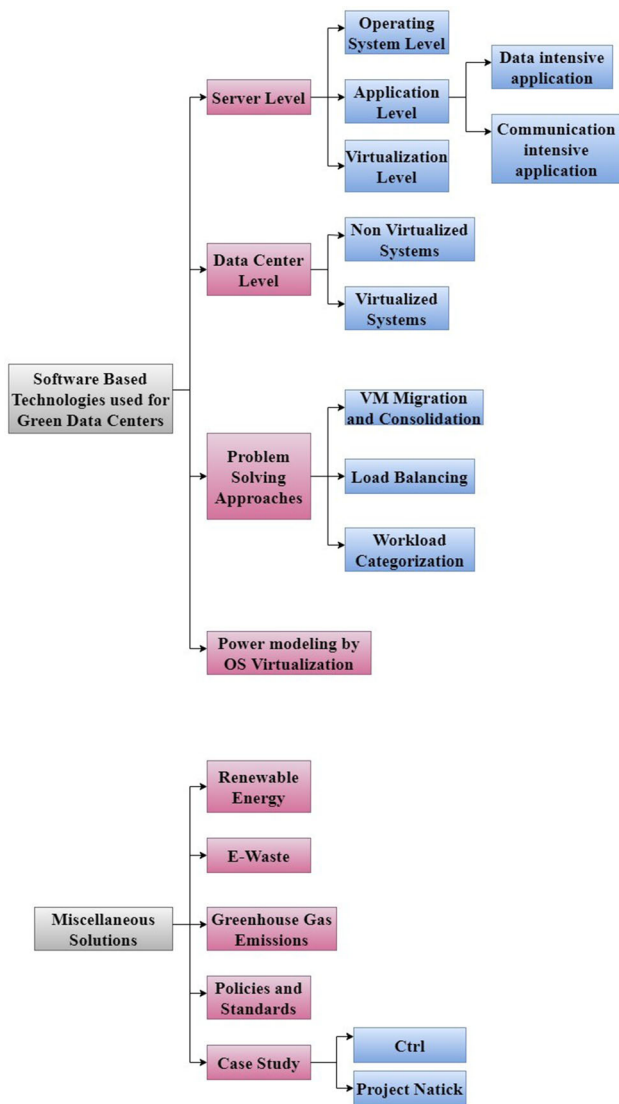 Operating
System Level
Server Level
Application
Level
Data intensive
application
Communication
intensive
application
Virtualization
Level
Data Center
Level
Non Virtualized
Systems
Virtualized
Systems
Software Based
Technologies used for
Green Data Centers
Problem
Solving
Approaches
VM Migration
and Consolidation
Load Balancing
Workload
Categorization
Power modeling by
OS Virtualization
Miscellaneous
Solutions
Renewable
Energy
E-Waste
Greenhouse Gas
Emissions
Policies and
Standards
Case Study
Ctrl
Project Natick